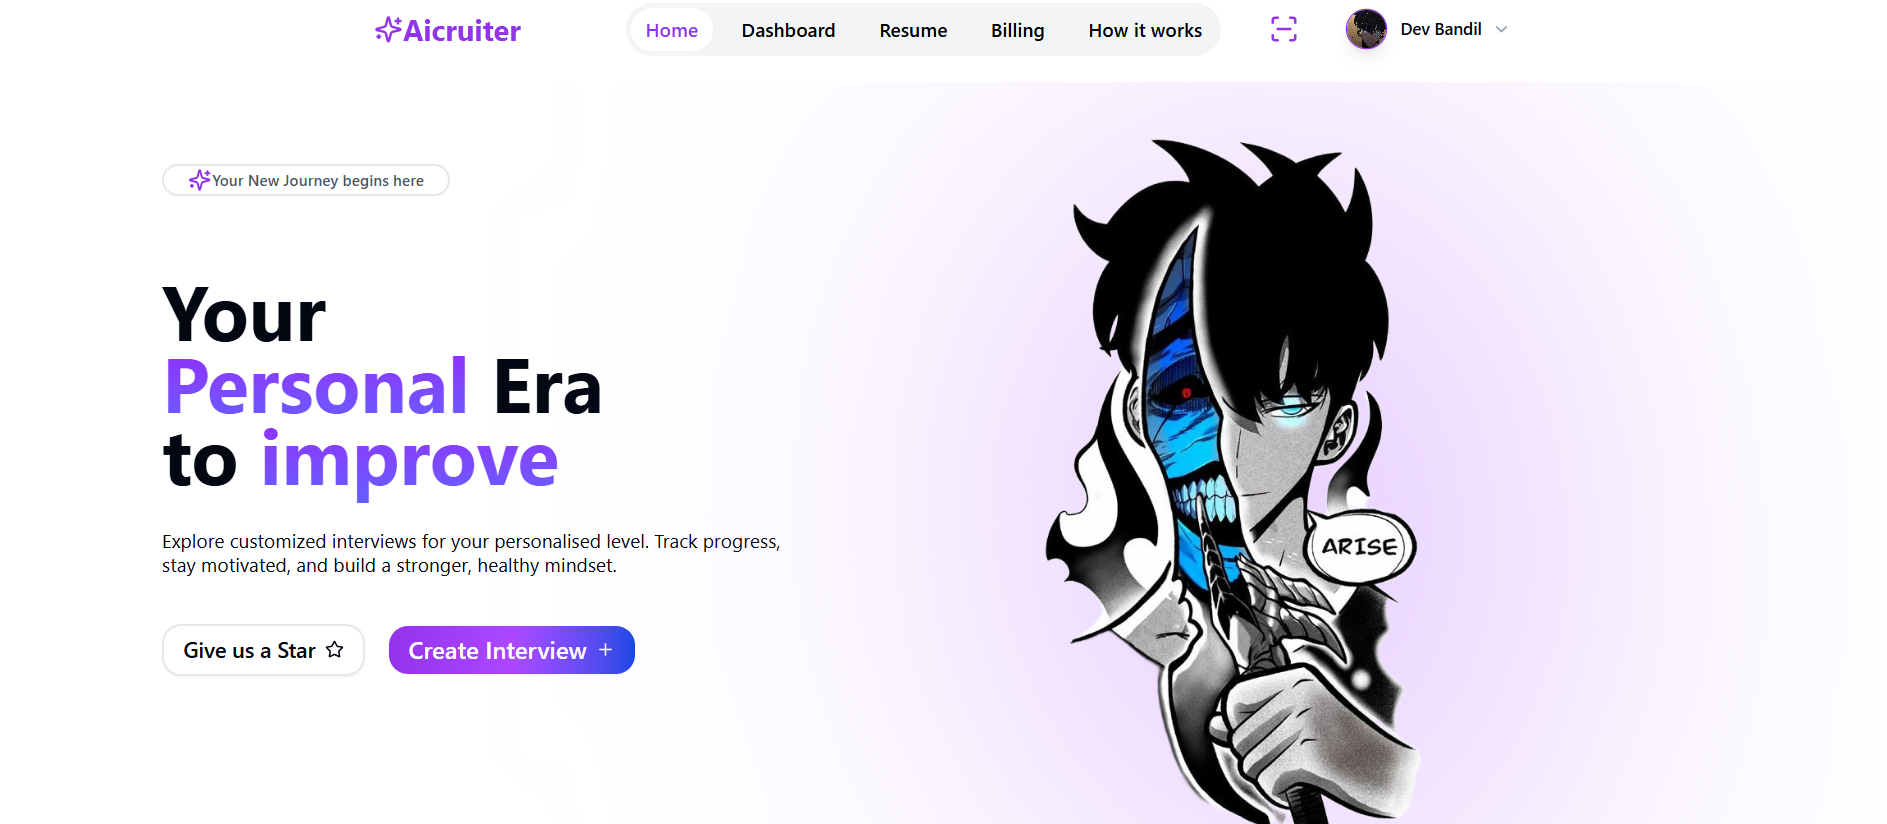 Aicruiter
Home Dashboard Resume Billing How it works
Dev Bandil
Your New Journey begins here
Your
Personal Era
to improve
Explore customized interviews for your personalised level. Track progress,
stay motivated, and build a stronger, healthy mindset.
Give us a Star
Create Interview +
ARISE